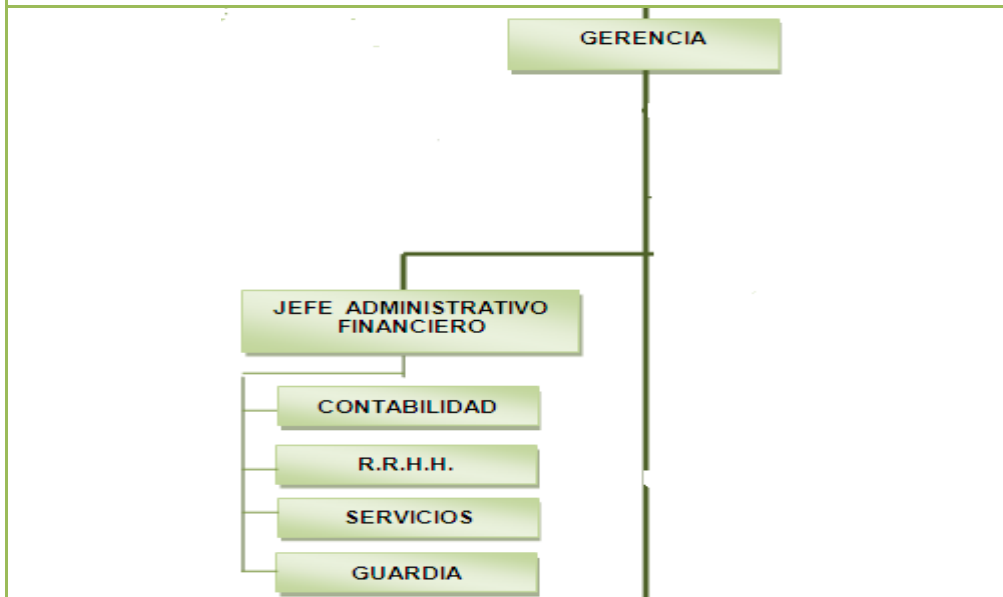 GERENCIA
JEFE ADMINISTRATIVO
FINANCIERO
CONTABILIDAD
R.R.H.H.
SERVICIOS
GUARDIA